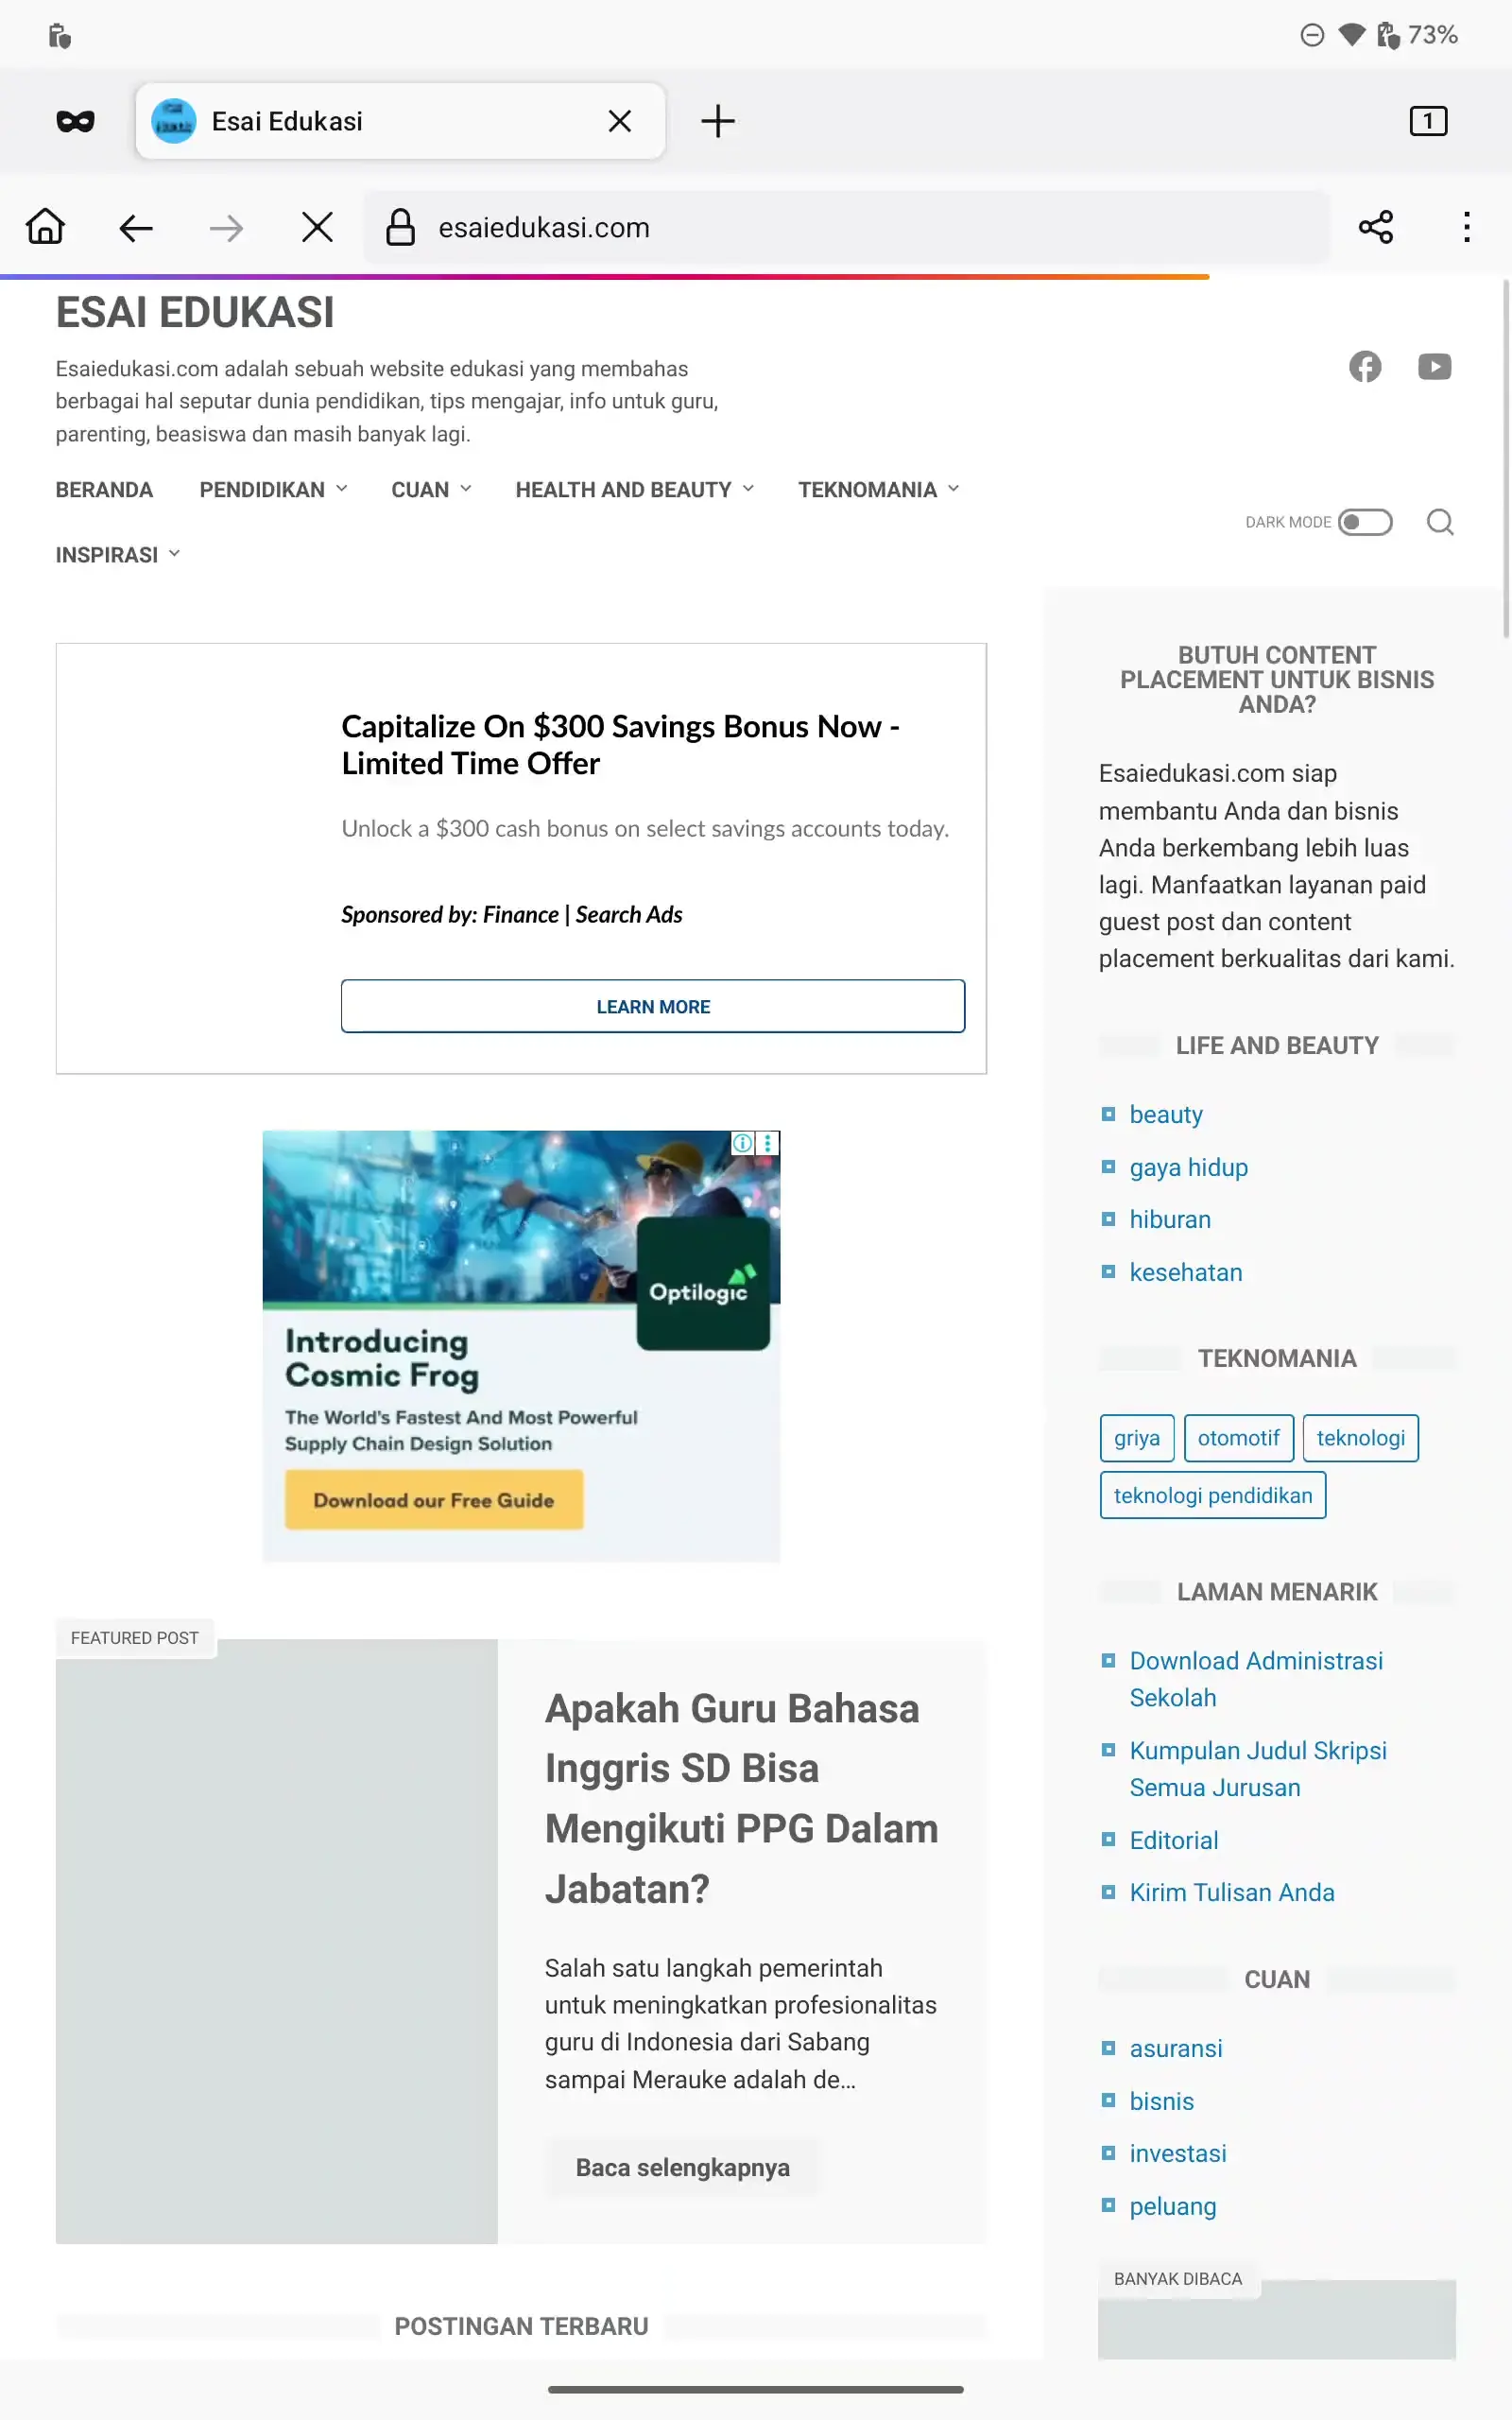 73%
Esai Edukasi
1
esaiedukasi.com
ESAI EDUKASI
Esaiedukasi.com adalah sebuah website edukasi yang membahas
berbagai hal seputar dunia pendidikan, tips mengajar, info untuk guru,
parenting, beasiswa dan masih banyak lagi.
BERANDA PENDIDIKAN CUAN HEALTH AND BEAUTY TEKNOMANIA
INSPIRASI
DARK MODE
Capitalize On $300 Savings Bonus Now -
Limited Time Offer
Unlock a $300 cash bonus on select savings accounts today.
Sponsored by: Finance | Search Ads
LEARN MORE
Optilogic
Introducing
Cosmic Frog
The World's Fastest And Most Powerful
Supply Chain Design Solution
Download our Free Guide
FEATURED POST
Apakah Guru Bahasa
Inggris SD Bisa
Mengikuti PPG Dalam
Jabatan?
Salah satu langkah pemerintah
untuk meningkatkan profesionalitas
guru di Indonesia dari Sabang
sampai Merauke adalah de...
Baca selengkapnya
POSTINGAN TERBARU
BUTUH CONTENT
PLACEMENT UNTUK BISNIS
ANDA?
Esaiedukasi.com siap
membantu Anda dan bisnis
Anda berkembang lebih luas
lagi. Manfaatkan layanan paid
guest post dan content
placement berkualitas dari kami.
LIFE AND BEAUTY
beauty
gaya hidup
hiburan
kesehatan
TEKNOMANIA
griya otomotif teknologi
teknologi pendidikan
LAMAN MENARIK
Download Administrasi
Sekolah
Kumpulan Judul Skripsi
Semua Jurusan
Editorial
Kirim Tulisan Anda
CUAN
asuransi
bisnis
investasi
peluang
BANYAK DIBACA